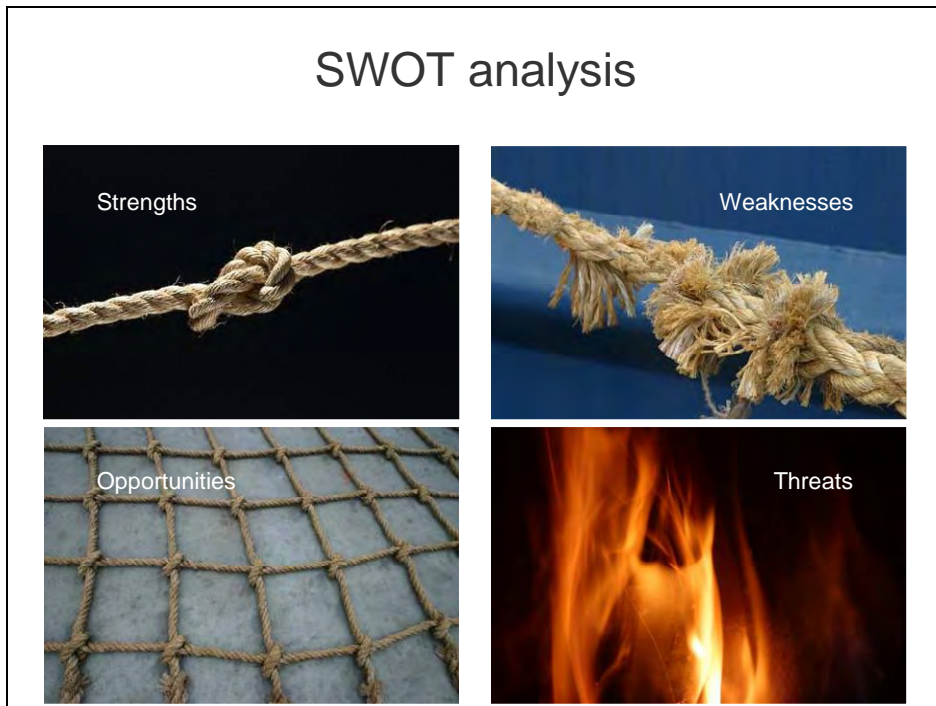 SWOT analysis
Strengths
Weaknesses
Opportunities
Threats